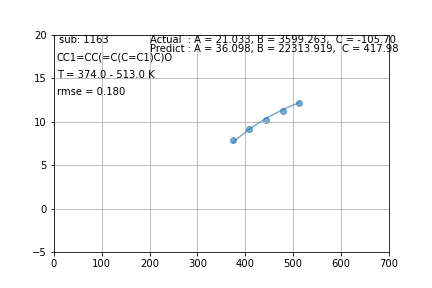 sub: 1163
Actual : A = 21.033, B = 3599.263, C = -105.70
Predict : A = 36.098, B = 22313.919, C = 417.98
CC1=CC(=C(C=C1)C)O
T = 374.0 - 513.0 K
rmse = 0.180
20
15
10
5
0
−5
0 100 200 300 400 500 600 700